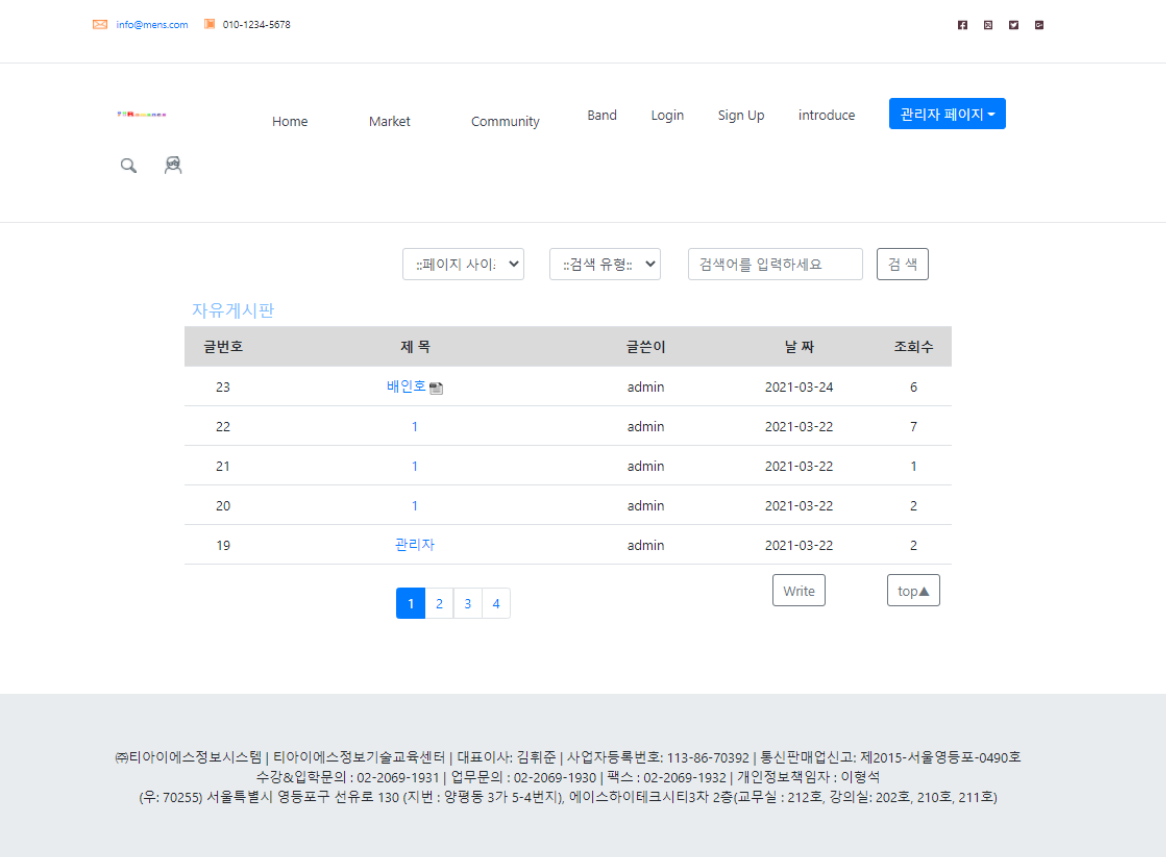 info@mens.com 010-1234-5678
Home Market Community Band Login Sign Up introduce 관리자 페이지
::페이지 사이: ::검색 유형:: 검색어를 입력하세요 검 색
자유게시판
글번호 제 목 글쓴이 날 짜 조회수
23 배인호 admin 2021-03-24 6
22 1 admin 2021-03-22 7
21 1 admin 2021-03-22 1
20 1 admin 2021-03-22 2
19 관리자 admin 2021-03-22 2
1 2 3 4 Write top▲
㈜티아이에스정보시스템 | 티아이에스정보기술교육센터 | 대표이사: 김휘준 | 사업자등록번호: 113-86-70392 | 통신판매업신고: 제2015-서울영등포-0490호
수강&입학문의 : 02-2069-1931 | 업무문의 : 02-2069-1930 | 팩스 : 02-2069-1932 | 개인정보책임자 : 이형석
(우: 70255) 서울특별시 영등포구 선유로 130 (지번 : 양평동 3가 5-4번지), 에이스하이테크시티3차 2층(교무실 : 212호, 강의실: 202호, 210호, 211호)